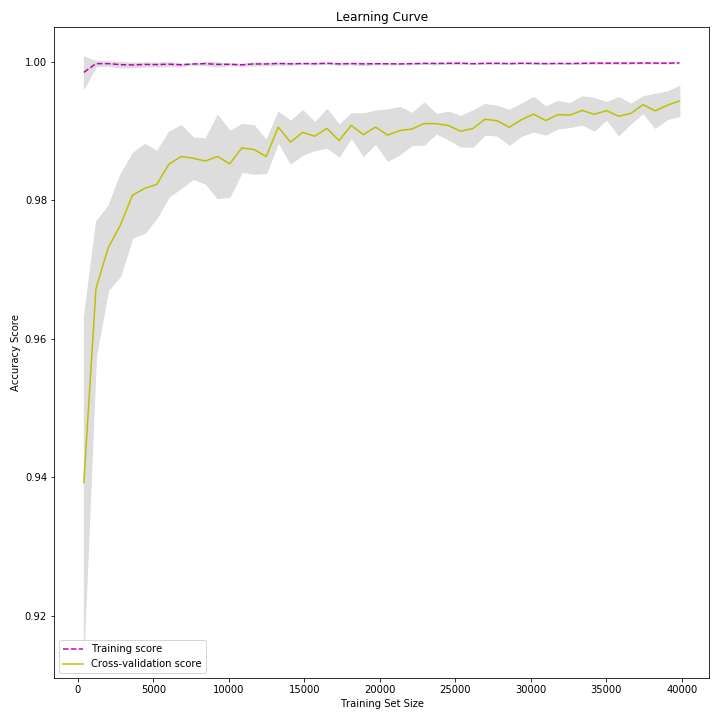 Learning Curve
1.00
0.98
0.96
0.94
0.92
Accuracy Score
Training score
Cross-validation score
0
5000
10000
15000
20000
25000
30000
35000
40000
Training Set Size